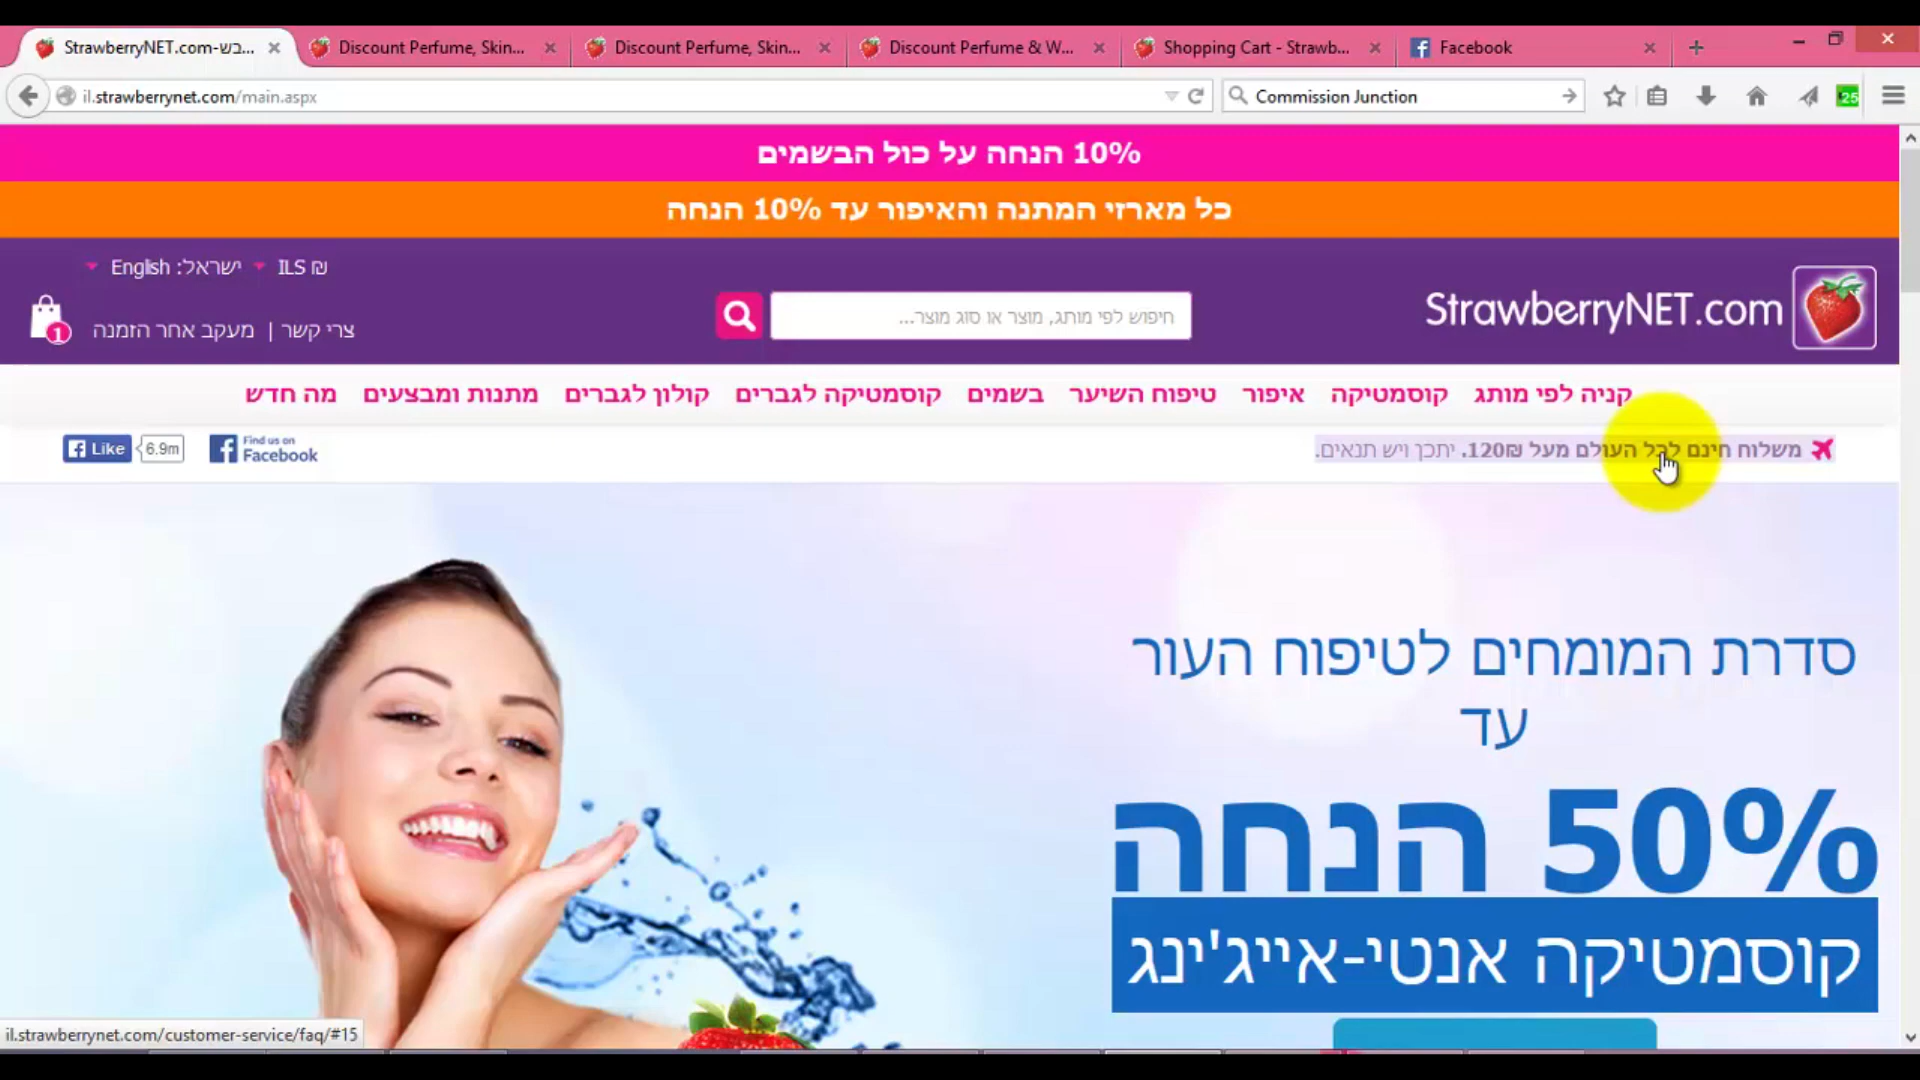 StrawberryNET.com-בש...
Discount Perfume, Skin...
Discount Perfume, Skin...
Discount Perfume & W...
Shopping Cart - Strawb...
Facebook
il.strawberrynet.com/main.aspx
Commission Junction
25
10% הנחה על כול הבשמים
כל מארזי המתנה והאיפור עד 10% הנחה
ישראל: English
ILS ₪
StrawberryNET.com
חיפוש לפי מותג, מוצר או סוג מוצר...
צרי קשר | מעקב אחר הזמנה
1
קניה לפי מותג
קוסמטיקה
איפור
טיפוח השיער
בשמים
קוסמטיקה לגברים
קולון לגברים
מתנות ומבצעים
מה חדש
משלוח חינם לכל העולם מעל 120₪. יתכן ויש תנאים.
Like 6.9m
Find us on
Facebook
סדרת המומחים לטיפוח העור
עד
50% הנחה
קוסמטיקה אנטי-אייג'ינג
il.strawberrynet.com/customer-service/faq/#15